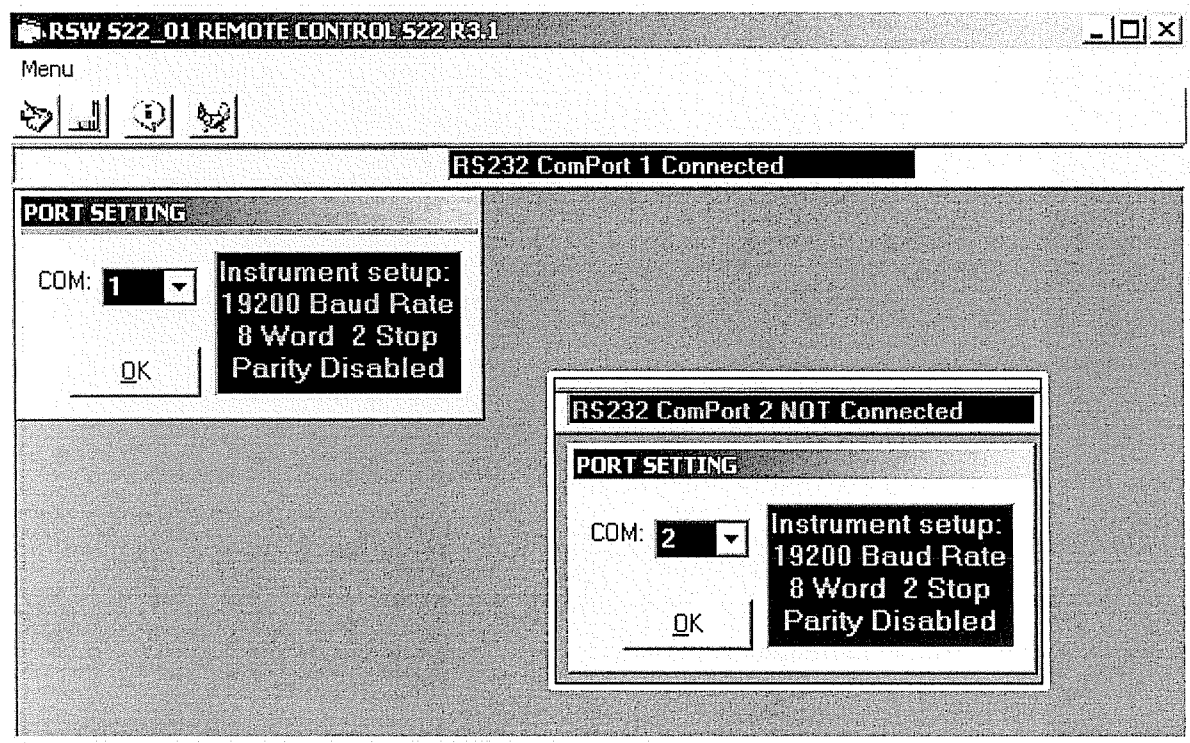 RSW S22_01 REMOTE CONTROL S22 R3.1
Menu
RS232 ComPort 1 Connected
PORT SETTING
COM: 1
Instrument setup:
19200 Baud Rate
8 Word 2 Stop
Parity Disabled
OK
RS232 ComPort 2 NOT Connected
PORT SETTING
COM: 2
Instrument setup:
19200 Baud Rate
8 Word 2 Stop
Parity Disabled
OK